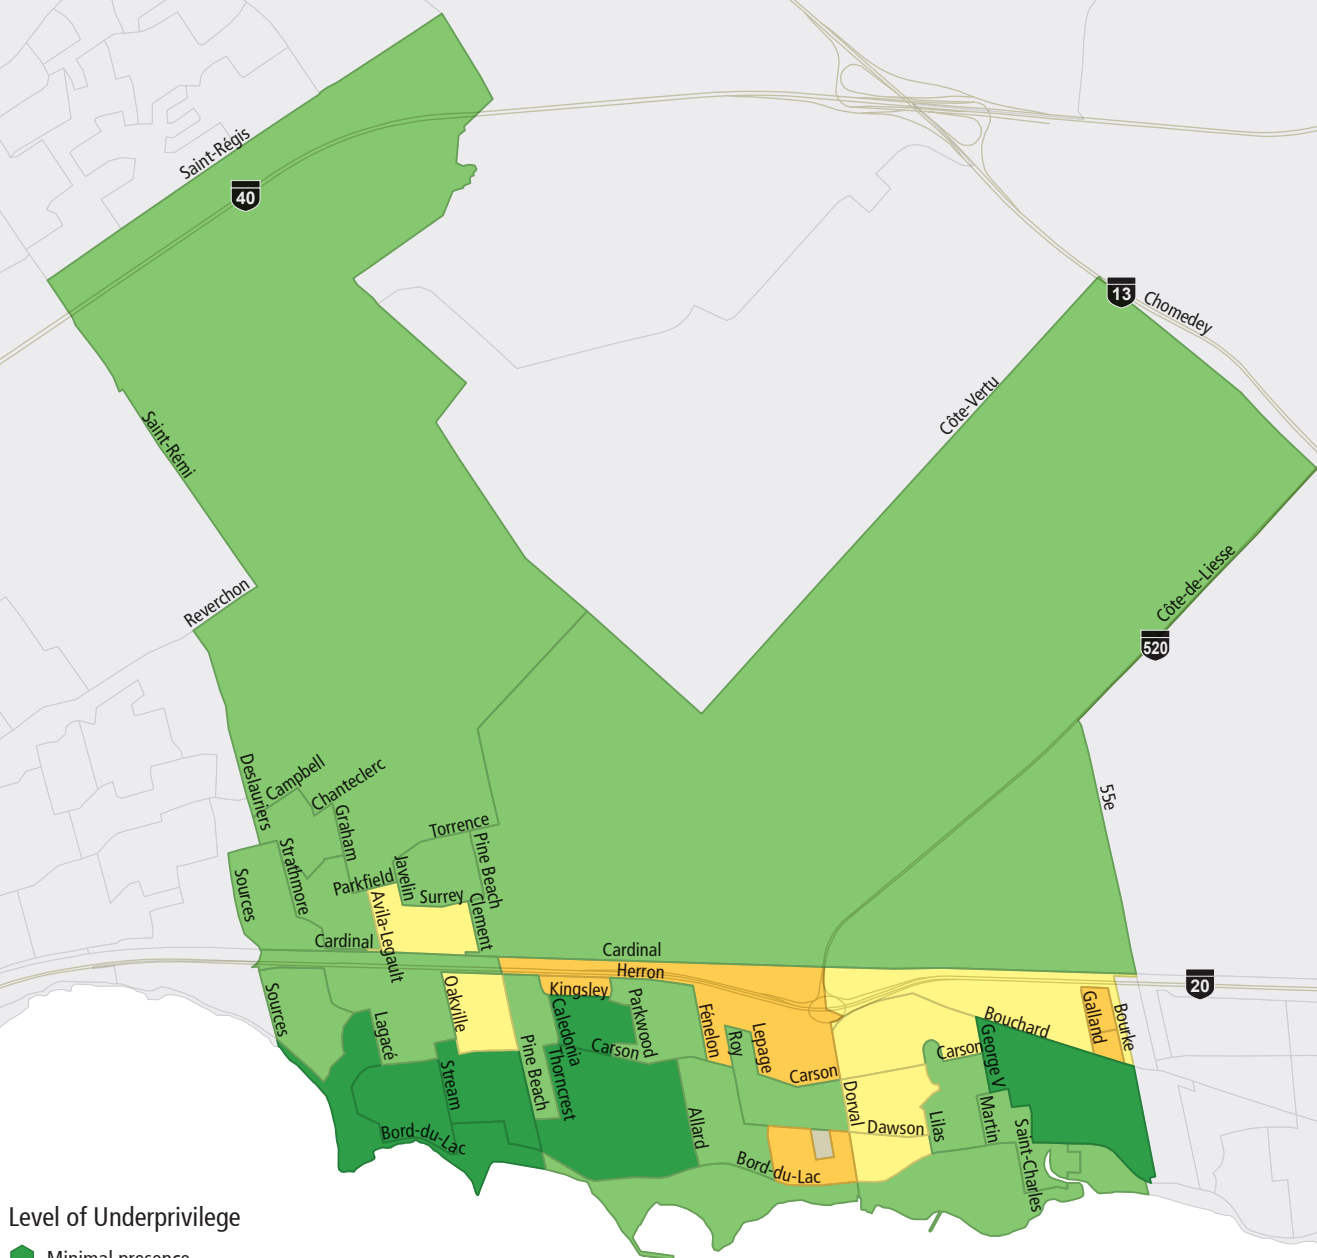 Saint-Régis
40
13
Chomedey
Côte-Vertu
Saint-Rémi
Côte-de-Liesse
Reverchon
520
Deslauriers
Campbell
Chanteclerc
55e
Graham
Torrence
Pine Beach
Strathmore
Javelin
Sources
Parkfield
Surrey
Avila-Legault
Clement
Cardinal
Cardinal
Herron
20
Sources
Oakville
Kingsley
Parkwood
Caledonia
Fénelon
Galland
Bourke
Bouchard
Lagacé
Roy
Lepage
George V
Carson
Carson
Carson
Pine Beach
Thorncrest
Stream
Dorval
Martin
Allard
Lilas
Dawson
Saint-Charles
Bord-du-Lac
Bord-du-Lac
Level of Underprivilege
Minimal presence